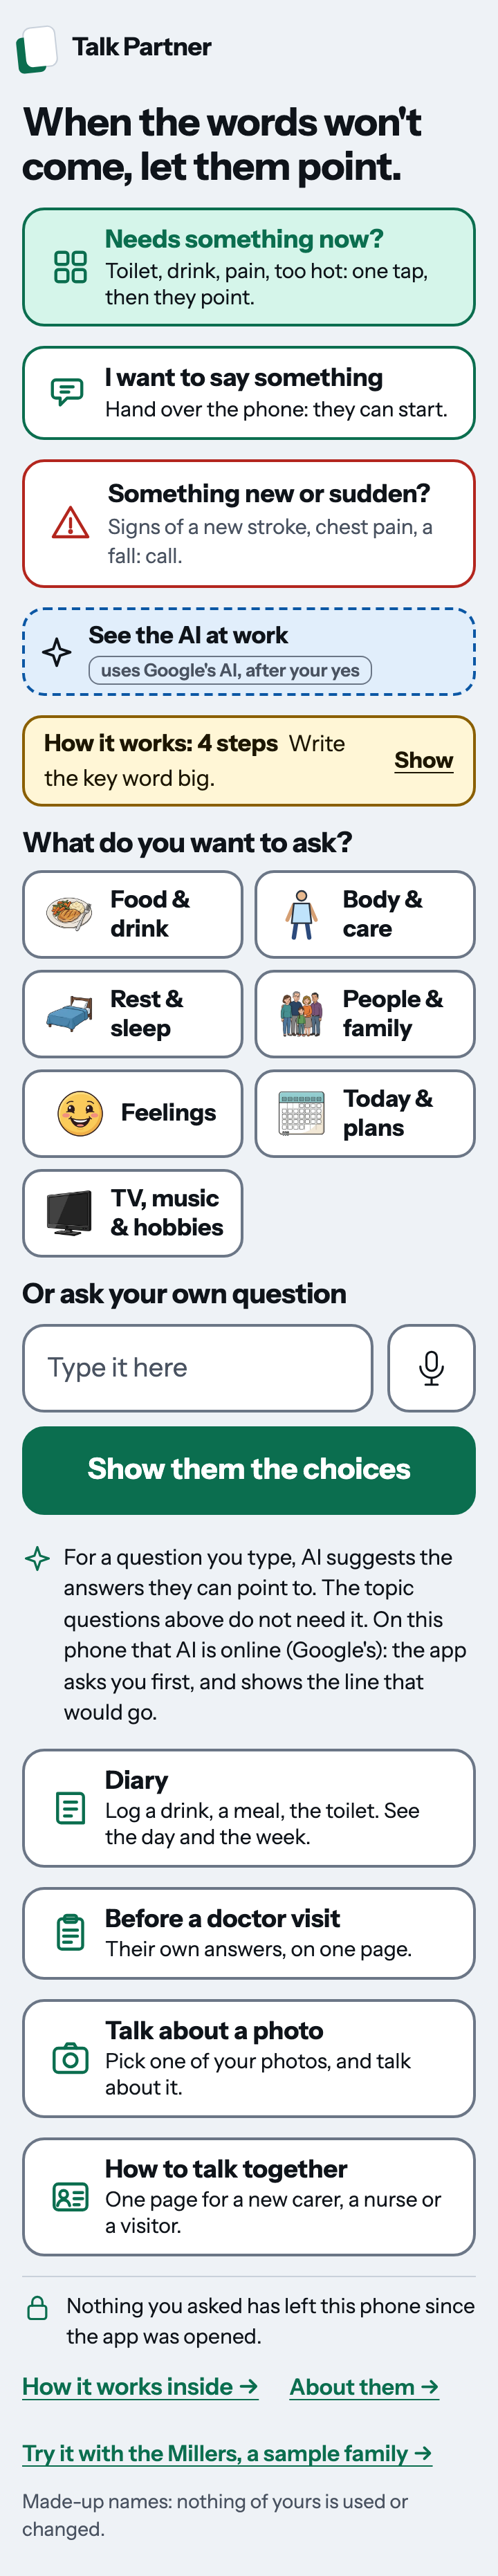 Talk Partner
When the words won't
come, let them point.
Needs something now?
Toilet, drink, pain, too hot: one tap,
then they point.
I want to say something
Hand over the phone: they can start.
Something new or sudden?
Signs of a new stroke, chest pain, a
fall: call.
See the AI at work
uses Google's AI, after your yes
How it works: 4 steps Write
the key word big.
Show
What do you want to ask?
Food &
drink
Body &
care
Rest &
sleep
People &
family
Feelings
Today &
plans
TV, music
& hobbies
Or ask your own question
Type it here
Show them the choices
For a question you type, AI suggests the
answers they can point to. The topic
questions above do not need it. On this
phone that AI is online (Google's): the app
asks you first, and shows the line that
would go.
Diary
Log a drink, a meal, the toilet. See
the day and the week.
Before a doctor visit
Their own answers, on one page.
Talk about a photo
Pick one of your photos, and talk
about it.
How to talk together
One page for a new carer, a nurse or
a visitor.
Nothing you asked has left this phone since
the app was opened.
How it works inside →
About them →
Try it with the Millers, a sample family →
Made-up names: nothing of yours is used or
changed.